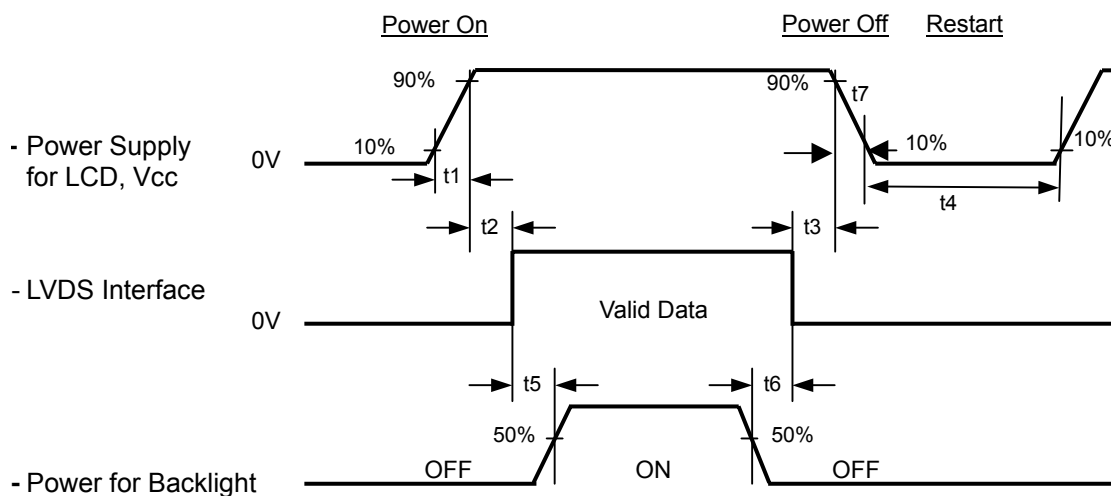 Power On
Power Off
Restart
90%
90%
t7
- Power Supply
for LCD, Vcc
0V
10%
10%
10%
t1
t4
t2
t3
- LVDS Interface
Valid Data
0V
t5
t6
50%
50%
- Power for Backlight
OFF
ON
OFF